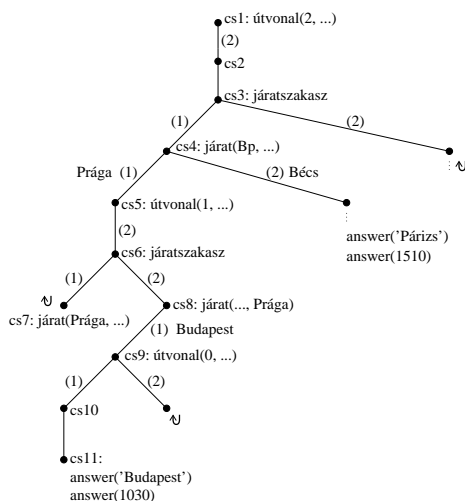 cs1: útvonal(2, ...)
(2)
cs2
cs3: járatszakasz
(1)
(2)
cs4: járat(Bp, ...)
Prága
(1)
(2) Bécs
cs5: útvonal(1, ...)
(2)
answer('Párizs')
answer(1510)
cs6: járatszakasz
(1)
(2)
cs7: járat(Prága, ...)
cs8: járat(..., Prága)
(1) Budapest
cs9: útvonal(0, ...)
(1)
(2)
cs10
cs11:
answer('Budapest')
answer(1030)